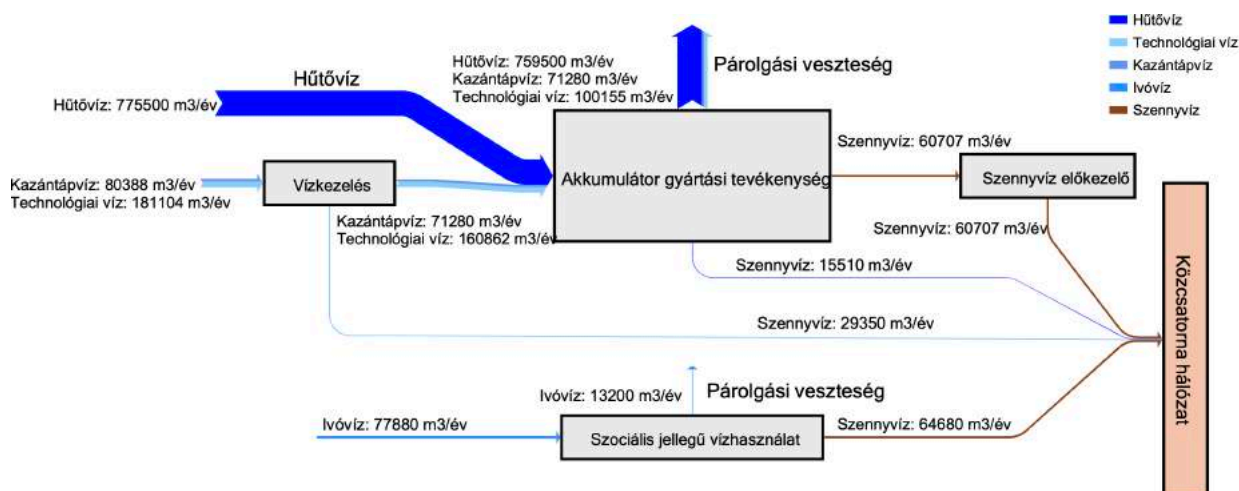 Hűtővíz
Technológiai víz
Kazántápvíz
Ivóvíz
Szennyvíz
Hűtővíz: 759500 m3/év
Kazántápvíz: 71280 m3/év
Technológiai víz: 100155 m3/év
Párolgási veszteség
Hűtővíz
Hűtővíz: 775500 m3/év
Szennyvíz: 60707 m3/év
Kazántápvíz: 80388 m3/év
Technológiai víz: 181104 m3/év
Vízkezelés
Akkumulátor gyártási tevékenység
Szennyvíz előkezelő
Kazántápvíz: 71280 m3/év
Technológiai víz: 160862 m3/év
Szennyvíz: 60707 m3/év
Szennyvíz: 15510 m3/év
Szennyvíz: 29350 m3/év
Közcsatorna hálózat
Ivóvíz: 13200 m3/év
Párolgási veszteség
Ivóvíz: 77880 m3/év
Szociális jellegű vízhasználat
Szennyvíz: 64680 m3/év